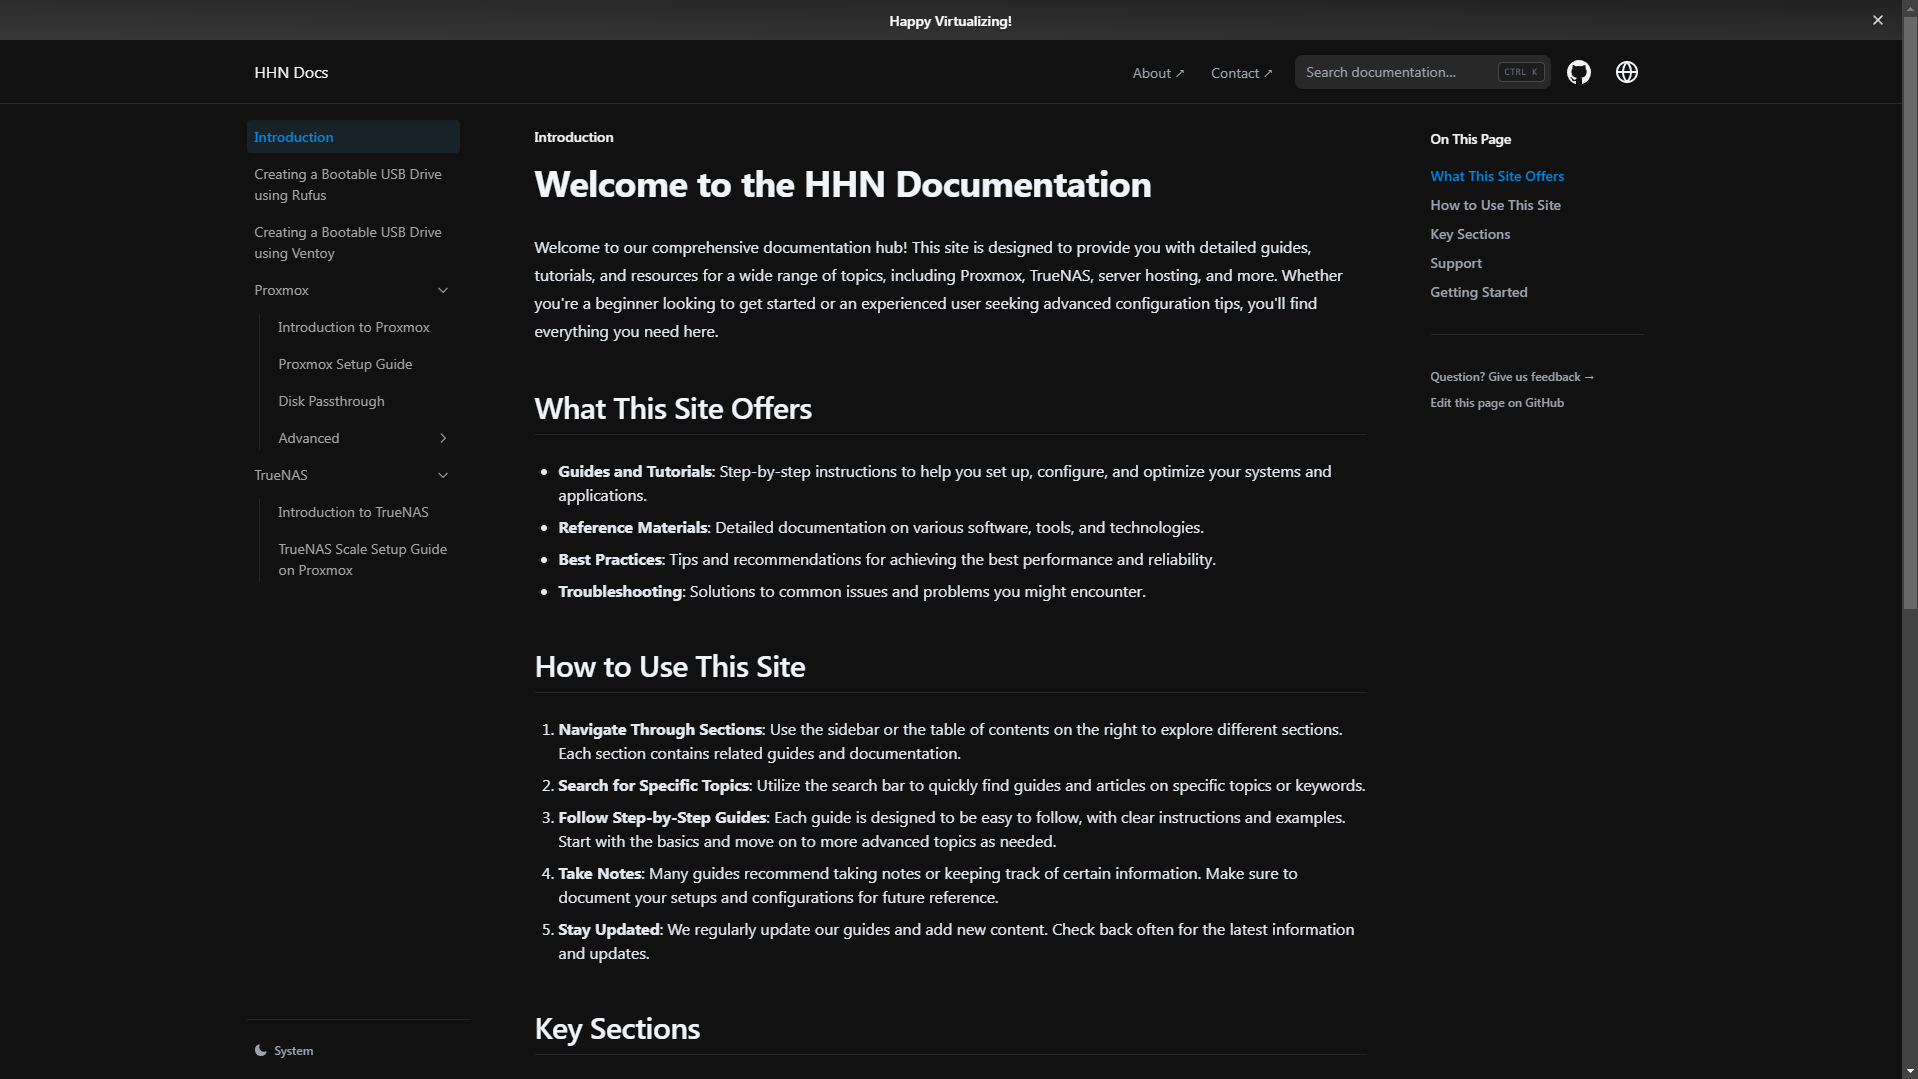 Happy Virtualizing!
HHN Docs
About ↗
Contact ↗
Search documentation...
CTRL K
Introduction
Creating a Bootable USB Drive
using Rufus
Creating a Bootable USB Drive
using Ventoy
Proxmox
Introduction to Proxmox
Proxmox Setup Guide
Disk Passthrough
Advanced
TrueNAS
Introduction to TrueNAS
TrueNAS Scale Setup Guide
on Proxmox
System
Introduction
Welcome to the HHN Documentation
Welcome to our comprehensive documentation hub! This site is designed to provide you with detailed guides,
tutorials, and resources for a wide range of topics, including Proxmox, TrueNAS, server hosting, and more. Whether
you're a beginner looking to get started or an experienced user seeking advanced configuration tips, you'll find
everything you need here.
What This Site Offers
• Guides and Tutorials: Step-by-step instructions to help you set up, configure, and optimize your systems and
applications.
• Reference Materials: Detailed documentation on various software, tools, and technologies.
• Best Practices: Tips and recommendations for achieving the best performance and reliability.
• Troubleshooting: Solutions to common issues and problems you might encounter.
How to Use This Site
1. Navigate Through Sections: Use the sidebar or the table of contents on the right to explore different sections.
Each section contains related guides and documentation.
2. Search for Specific Topics: Utilize the search bar to quickly find guides and articles on specific topics or keywords.
3. Follow Step-by-Step Guides: Each guide is designed to be easy to follow, with clear instructions and examples.
Start with the basics and move on to more advanced topics as needed.
4. Take Notes: Many guides recommend taking notes or keeping track of certain information. Make sure to
document your setups and configurations for future reference.
5. Stay Updated: We regularly update our guides and add new content. Check back often for the latest information
and updates.
Key Sections
On This Page
What This Site Offers
How to Use This Site
Key Sections
Support
Getting Started
Question? Give us feedback →
Edit this page on GitHub